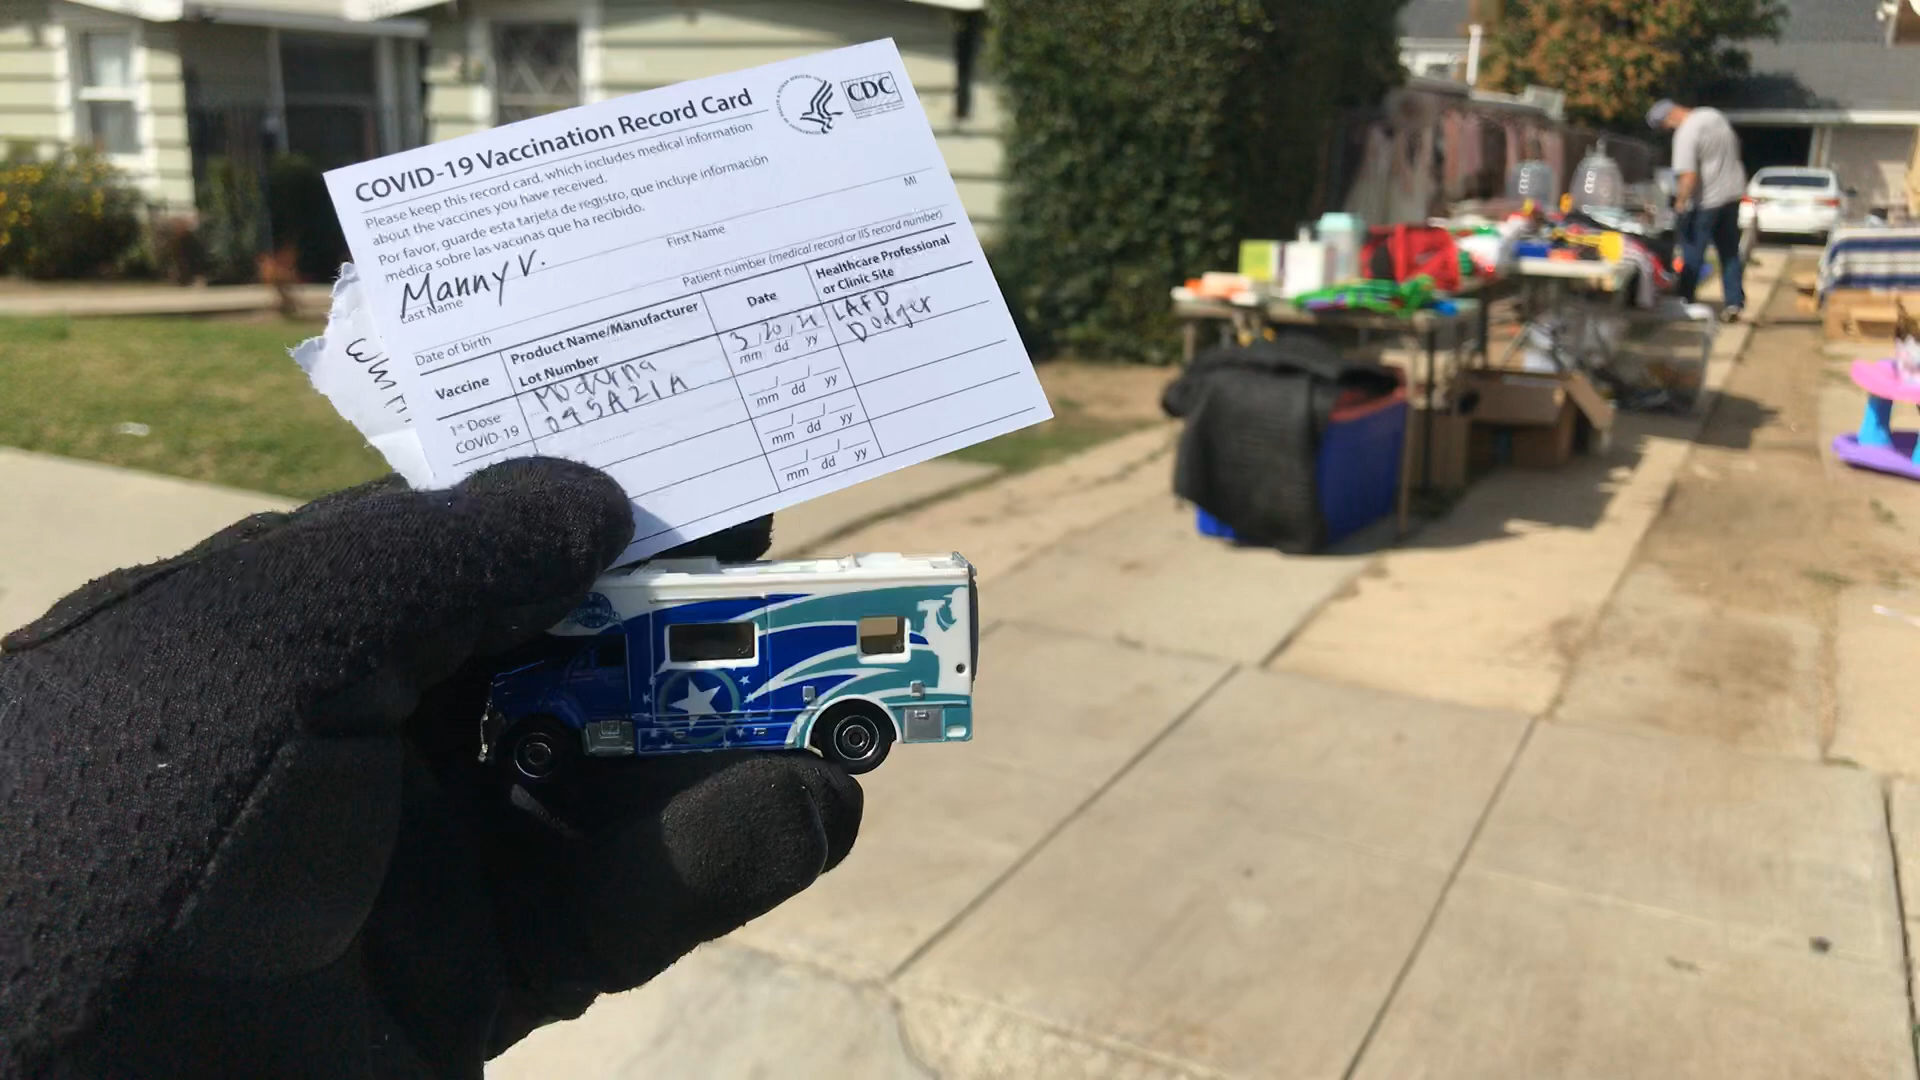 COVID-19 Vaccination Record Card
CDC
Please keep this record card, which includes medical information
about the vaccines you have received.
Por favor, guarde esta tarjeta de registro, que incluye información
médica sobre las vacunas que ha recibido.
Manny V.
Last Name First Name MI
Date of birth Patient number (medical record or IIS record number)
Vaccine Product Name/Manufacturer Date Healthcare Professional
Lot Number or Clinic Site
1st Dose Moderna 3/20/21 LAFD
COVID-19 045A21A mm dd yy Dodger
mm dd yy
mm dd yy
mm dd yy